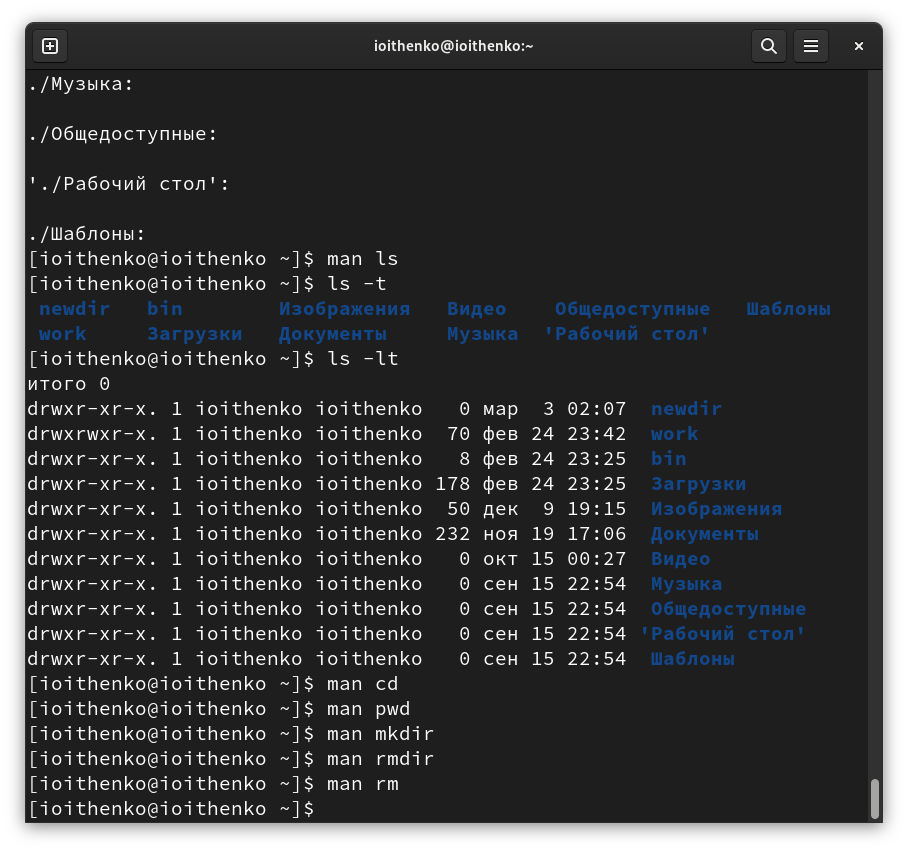 ioithenko@ioithenko:~
./Музыка:
./Общедоступные:
'./Рабочий стол':
./Шаблоны:
[ioithenko@ioithenko ~]$ man ls
[ioithenko@ioithenko ~]$ ls -t
newdir   bin        Изображения   Видео    Общедоступные   Шаблоны
work     Загрузки   Документы     Музыка  'Рабочий стол'
[ioithenko@ioithenko ~]$ ls -lt
итого 0
drwxr-xr-x. 1 ioithenko ioithenko   0 мар  3 02:07  newdir
drwxrwxr-x. 1 ioithenko ioithenko  70 фев 24 23:42  work
drwxr-xr-x. 1 ioithenko ioithenko   8 фев 24 23:25  bin
drwxr-xr-x. 1 ioithenko ioithenko 178 фев 24 23:25  Загрузки
drwxr-xr-x. 1 ioithenko ioithenko  50 дек  9 19:15  Изображения
drwxr-xr-x. 1 ioithenko ioithenko 232 ноя 19 17:06  Документы
drwxr-xr-x. 1 ioithenko ioithenko   0 окт 15 00:27  Видео
drwxr-xr-x. 1 ioithenko ioithenko   0 сен 15 22:54  Музыка
drwxr-xr-x. 1 ioithenko ioithenko   0 сен 15 22:54  Общедоступные
drwxr-xr-x. 1 ioithenko ioithenko   0 сен 15 22:54 'Рабочий стол'
drwxr-xr-x. 1 ioithenko ioithenko   0 сен 15 22:54  Шаблоны
[ioithenko@ioithenko ~]$ man cd
[ioithenko@ioithenko ~]$ man pwd
[ioithenko@ioithenko ~]$ man mkdir
[ioithenko@ioithenko ~]$ man rmdir
[ioithenko@ioithenko ~]$ man rm
[ioithenko@ioithenko ~]$